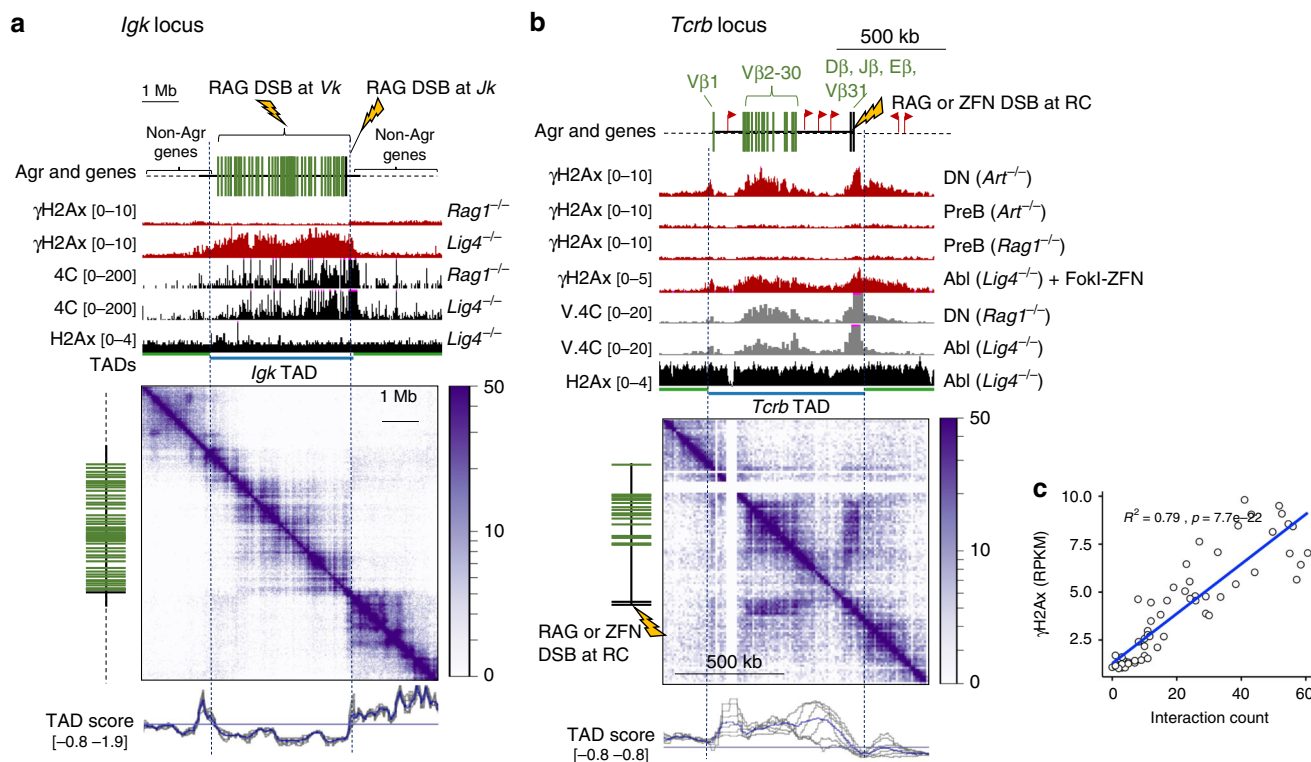 a
Igk locus
1 Mb
RAG DSB at Vk
RAG DSB at Jk
Non-Agr genes
Non-Agr genes
Agr and genes
γH2Ax [0–10] Rag1–/–
γH2Ax [0–10] Lig4–/–
4C [0–200] Rag1–/–
4C [0–200] Lig4–/–
H2Ax [0–4] Lig4–/–
TADs
Igk TAD
1 Mb
50
10
0
TAD score
[–0.8 –1.9]
b
Tcrb locus
500 kb
Vβ1
Vβ2-30
Dβ, Jβ, Eβ,
Vβ31
RAG or ZFN DSB at RC
Agr and genes
γH2Ax [0–10] DN (Art–/–)
γH2Ax [0–10] PreB (Art–/–)
γH2Ax [0–10] PreB (Rag1–/–)
γH2Ax [0–5] Abl (Lig4–/–) + FokI-ZFN
V.4C [0–20] DN (Rag1–/–)
V.4C [0–20] Abl (Lig4–/–)
H2Ax [0–4] Abl (Lig4–/–)
Tcrb TAD
RAG or ZFN
DSB at RC
500 kb
50
10
0
TAD score
[–0.8 –0.8]
c
R2 = 0.79 , p = 7.7e–22
γH2Ax (RPKM)
10.0
7.5
5.0
2.5
0 20 40 60
Interaction count